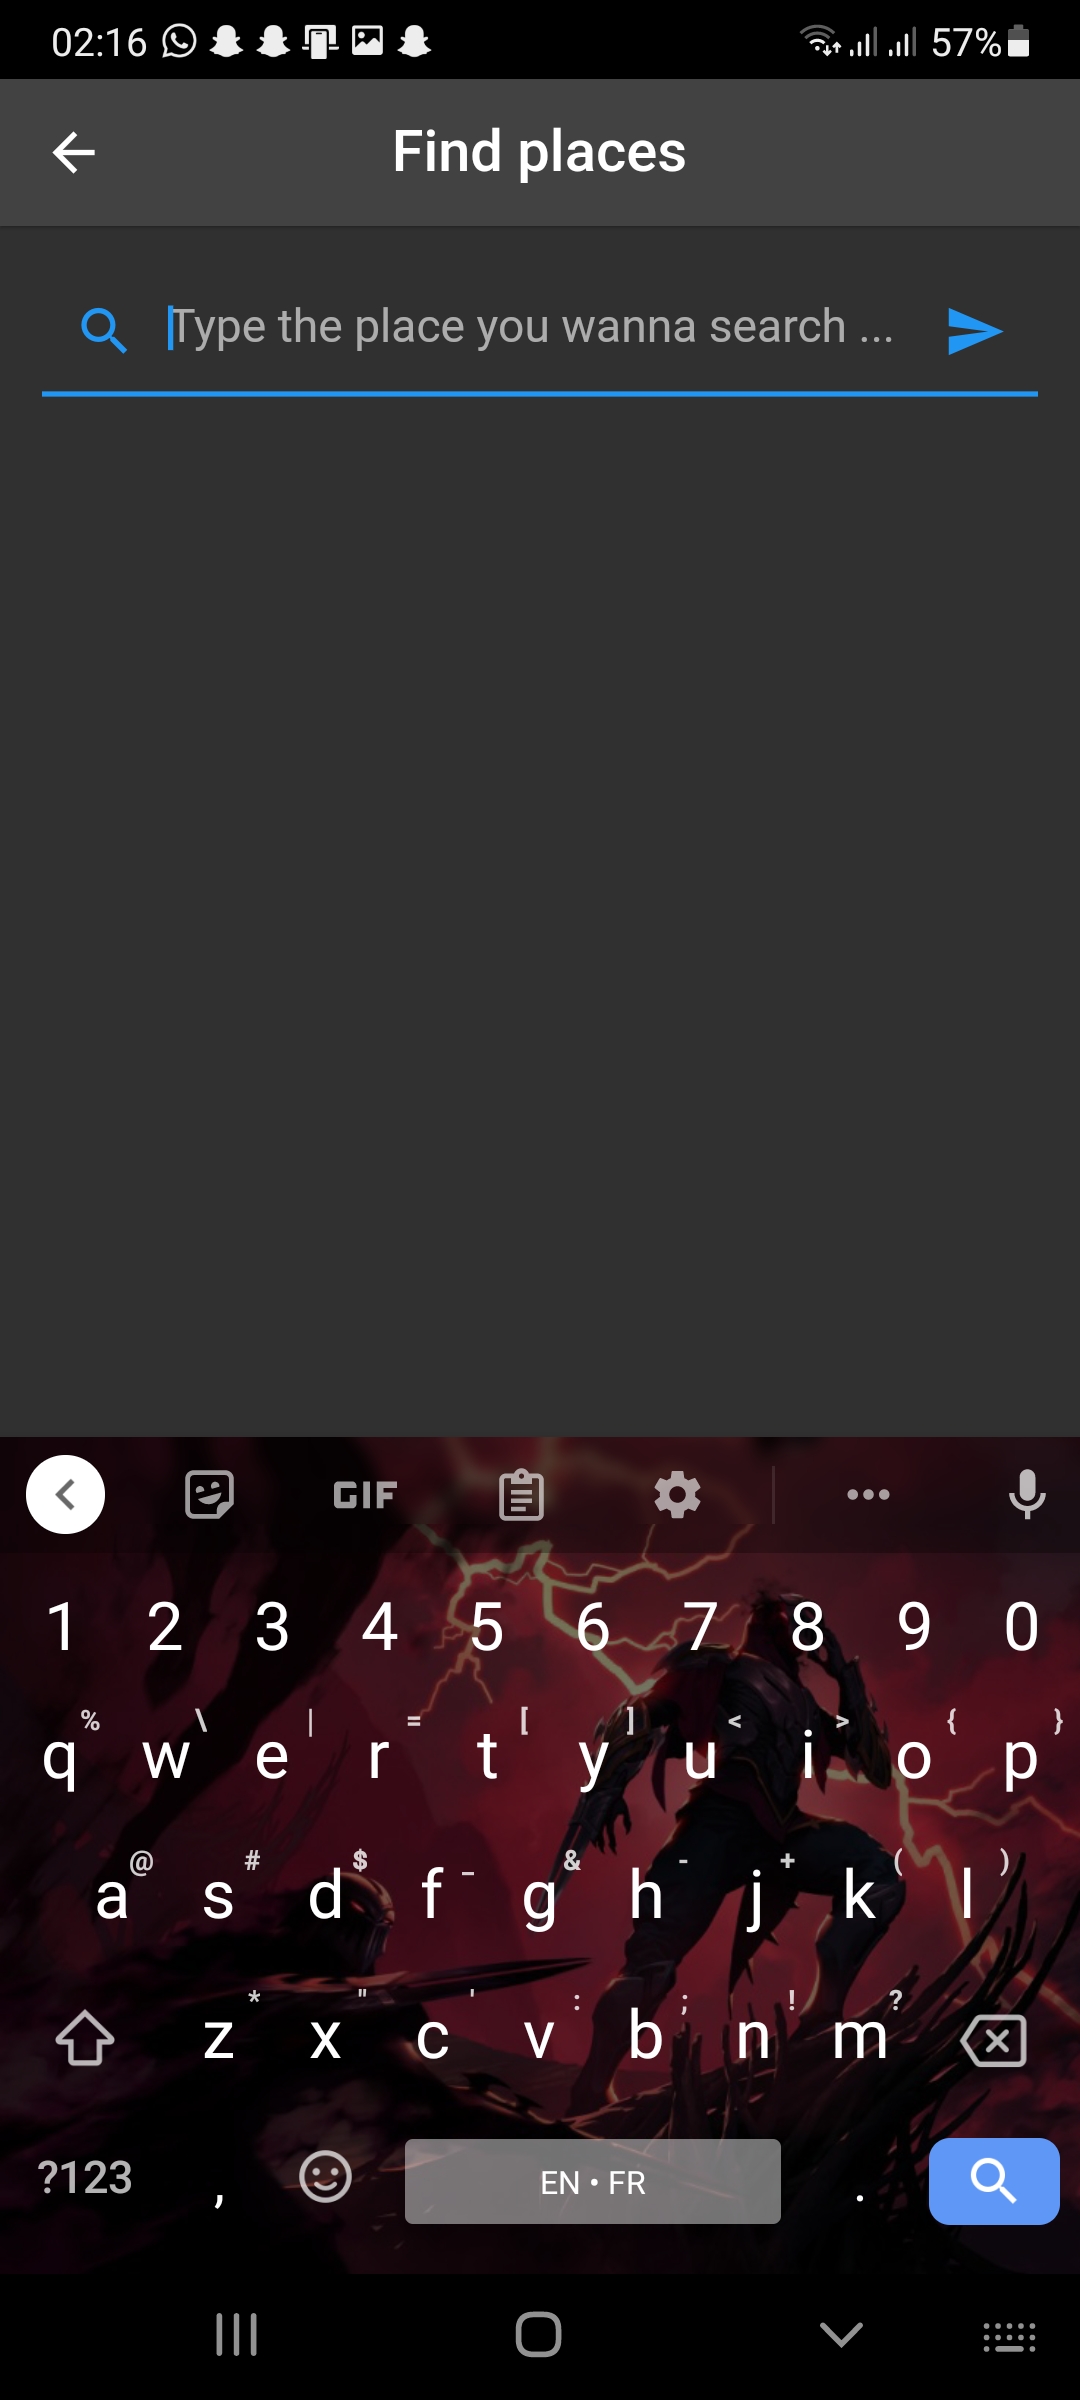 02:16 57%
Find places
Type the place you wanna search ...
GIF
1 2 3 4 5 6 7 8 9 0
% \ | = [ ] < > { }
q w e r t y u i o p
@ # $ _ & - + ( )
a s d f g h j k l
* " ' : ; ! ?
z x c v b n m
?123 , EN • FR .